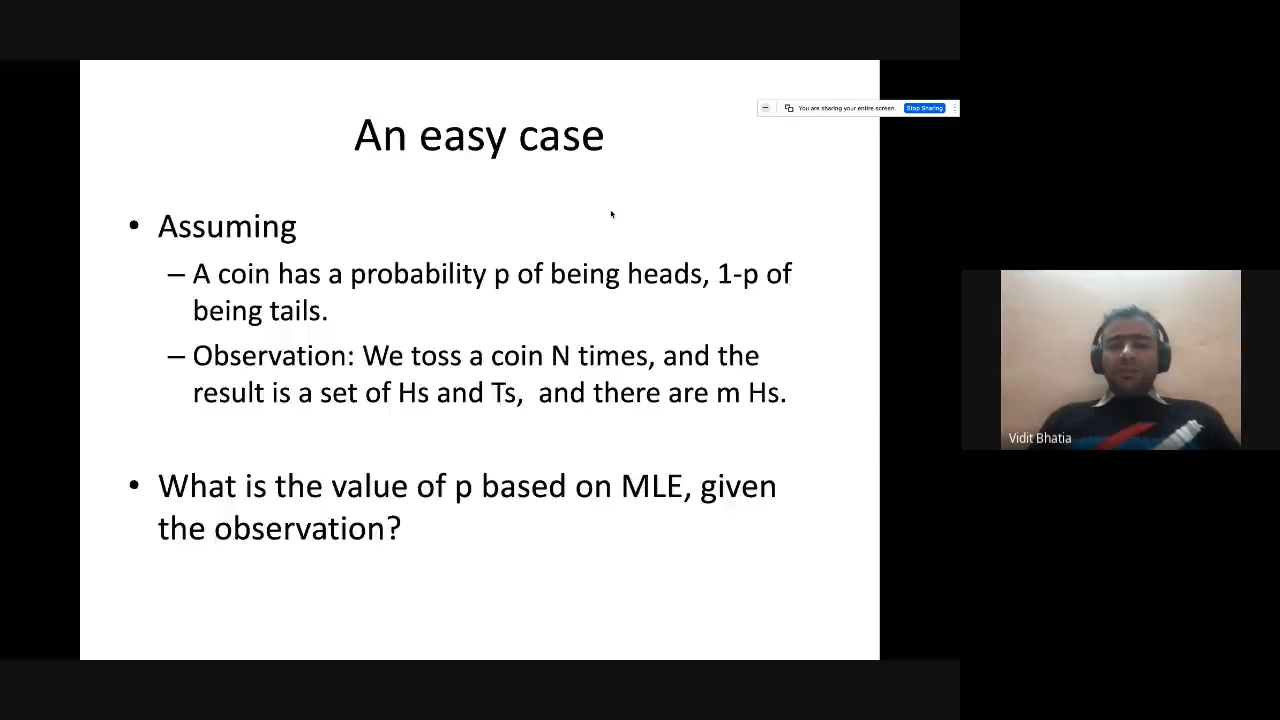 An easy case
You are sharing your entire screen. Stop Sharing
• Assuming
– A coin has a probability p of being heads, 1-p of
being tails.
– Observation: We toss a coin N times, and the
result is a set of Hs and Ts,  and there are m Hs.
• What is the value of p based on MLE, given
the observation?
Vidit Bhatia